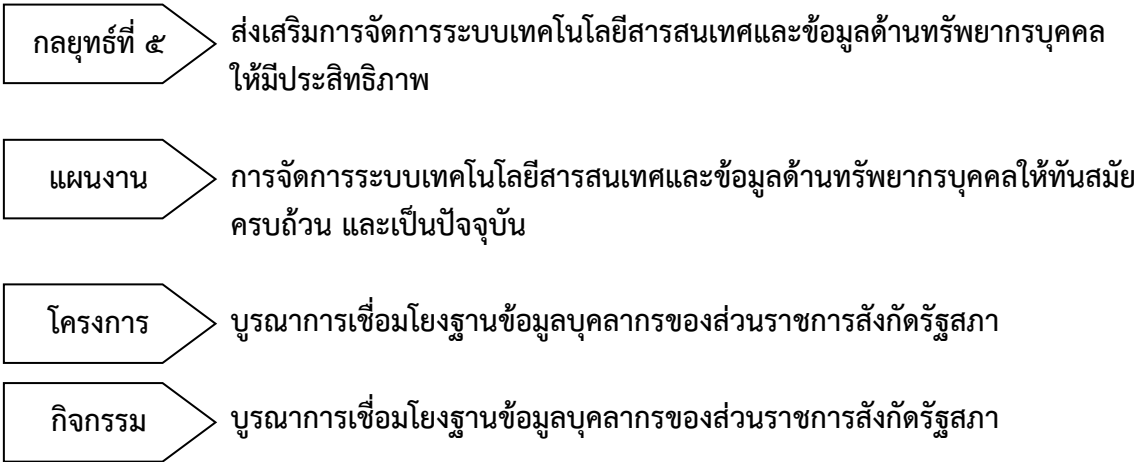 กลยุทธ์ที่ ๕
ส่งเสริมการจัดการระบบเทคโนโลยีสารสนเทศและข้อมูลด้านทรัพยากรบุคคล
ให้มีประสิทธิภาพ
แผนงาน
การจัดการระบบเทคโนโลยีสารสนเทศและข้อมูลด้านทรัพยากรบุคคลให้ทันสมัย
ครบถ้วน และเป็นปัจจุบัน
โครงการ
บูรณาการเชื่อมโยงฐานข้อมูลบุคลากรของส่วนราชการสังกัดรัฐสภา
กิจกรรม
บูรณาการเชื่อมโยงฐานข้อมูลบุคลากรของส่วนราชการสังกัดรัฐสภา